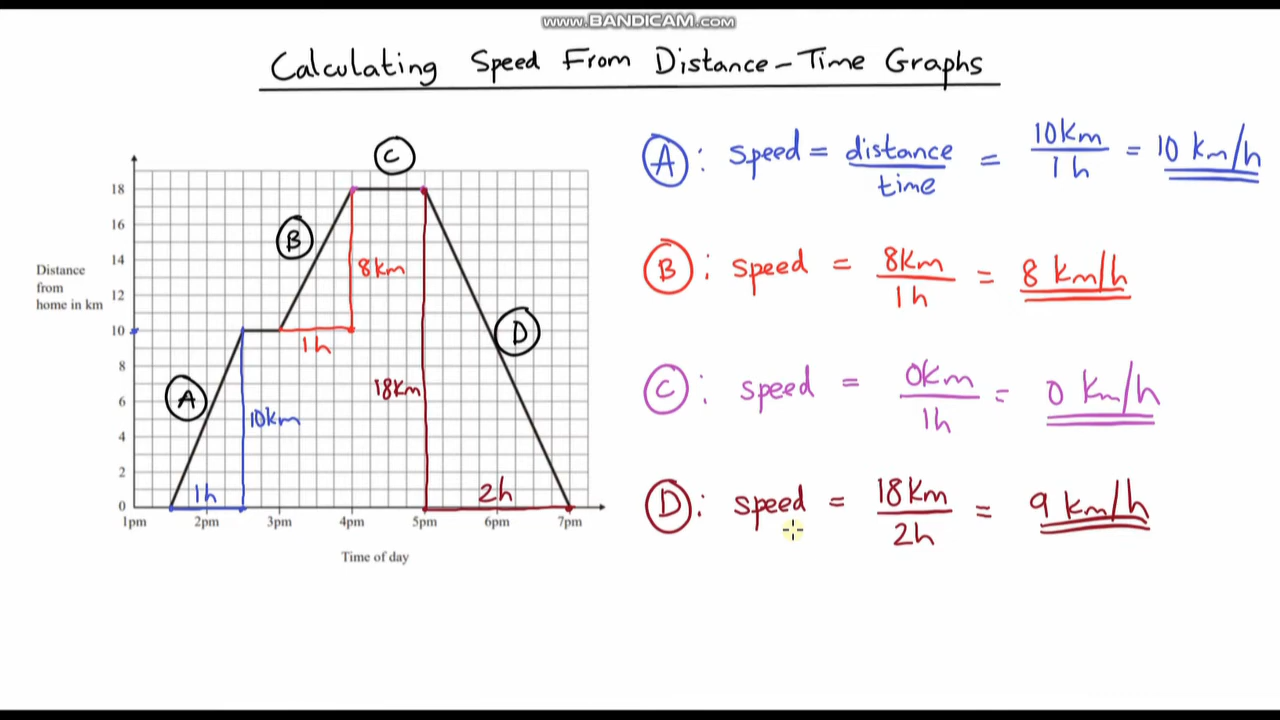 www.BANDICAM.com
Calculating Speed From Distance-Time Graphs
C
18
16
14
12
10
8
6
4
2
0
Distance
from
home in km
B
8km
1h
D
A
10km
18km
1h
2h
1pm 2pm 3pm 4pm 5pm 6pm 7pm
Time of day
A: speed = distance/time = 10km/1h = 10 km/h
B: speed = 8km/1h = 8 km/h
C: speed = 0km/1h = 0 km/h
D: speed = 18km/2h = 9 km/h